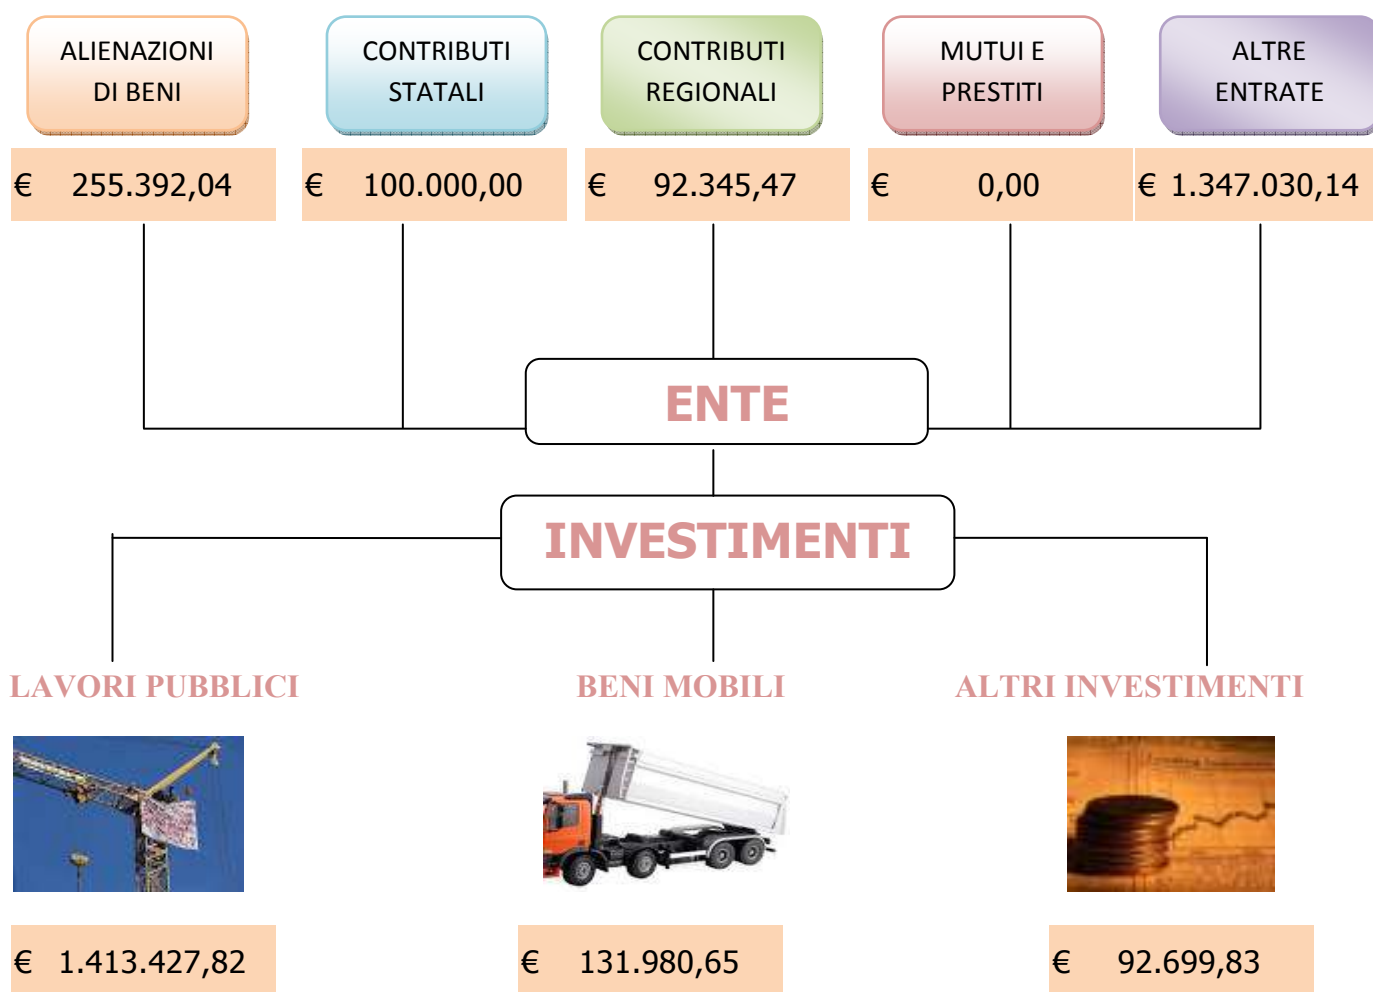 ALIENAZIONI
DI BENI
CONTRIBUTI
STATALI
CONTRIBUTI
REGIONALI
MUTUI E
PRESTITI
ALTRE
ENTRATE
€ 255.392,04
€ 100.000,00
€ 92.345,47
€ 0,00
€ 1.347.030,14
ENTE
INVESTIMENTI
LAVORI PUBBLICI
BENI MOBILI
ALTRI INVESTIMENTI
€ 1.413.427,82
€ 131.980,65
€ 92.699,83